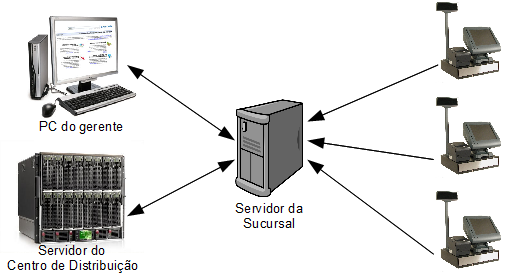 PC do gerente
Servidor da
Sucursal
Servidor do
Centro de Distribuição